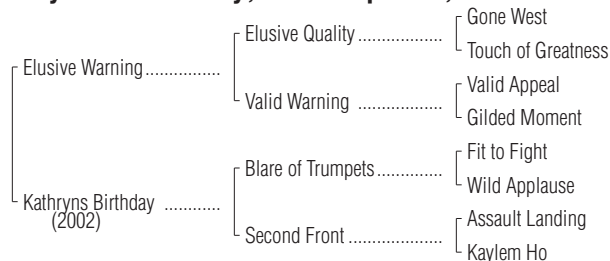 Gone West
Elusive Quality ..................
Touch of Greatness
Elusive Warning ................
Valid Appeal
Valid Warning ..................
Gilded Moment
Fit to Fight
Blare of Trumpets ..............
Wild Applause
Kathryns Birthday ............
(2002)
Assault Landing
Second Front ....................
Kaylem Ho